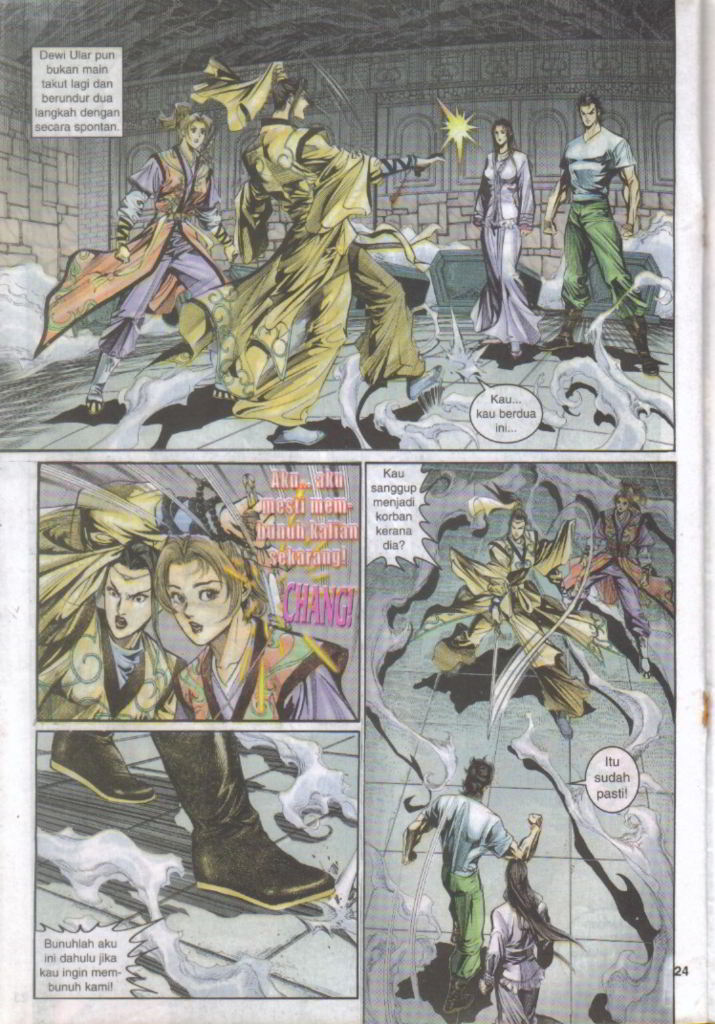 Dewi Ular pun
bukan main
takut lagi dan
berundur dua
langkah dengan
secara spontan.
Kau...
kau berdua
ini...
Aku... aku
mesti mem-
bunuh kalian
sekarang!
CHANG!
Bunuhlah aku
ini dahulu jika
kau ingin mem-
bunuh kami!
Kau
sanggup
menjadi
korban
kerana
dia?
Itu
sudah
pasti!
24